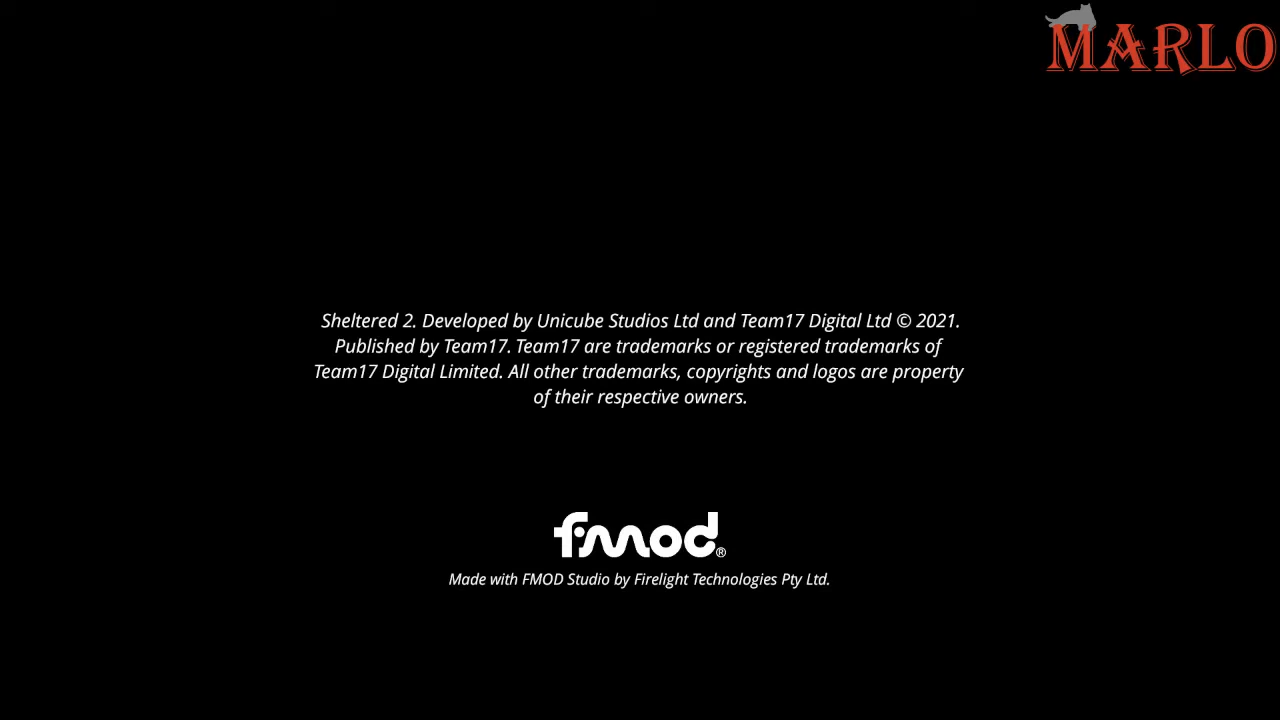 MARLO
Sheltered 2. Developed by Unicube Studios Ltd and Team17 Digital Ltd © 2021.
Published by Team17. Team17 are trademarks or registered trademarks of
Team17 Digital Limited. All other trademarks, copyrights and logos are property
of their respective owners.
fmod®
Made with FMOD Studio by Firelight Technologies Pty Ltd.